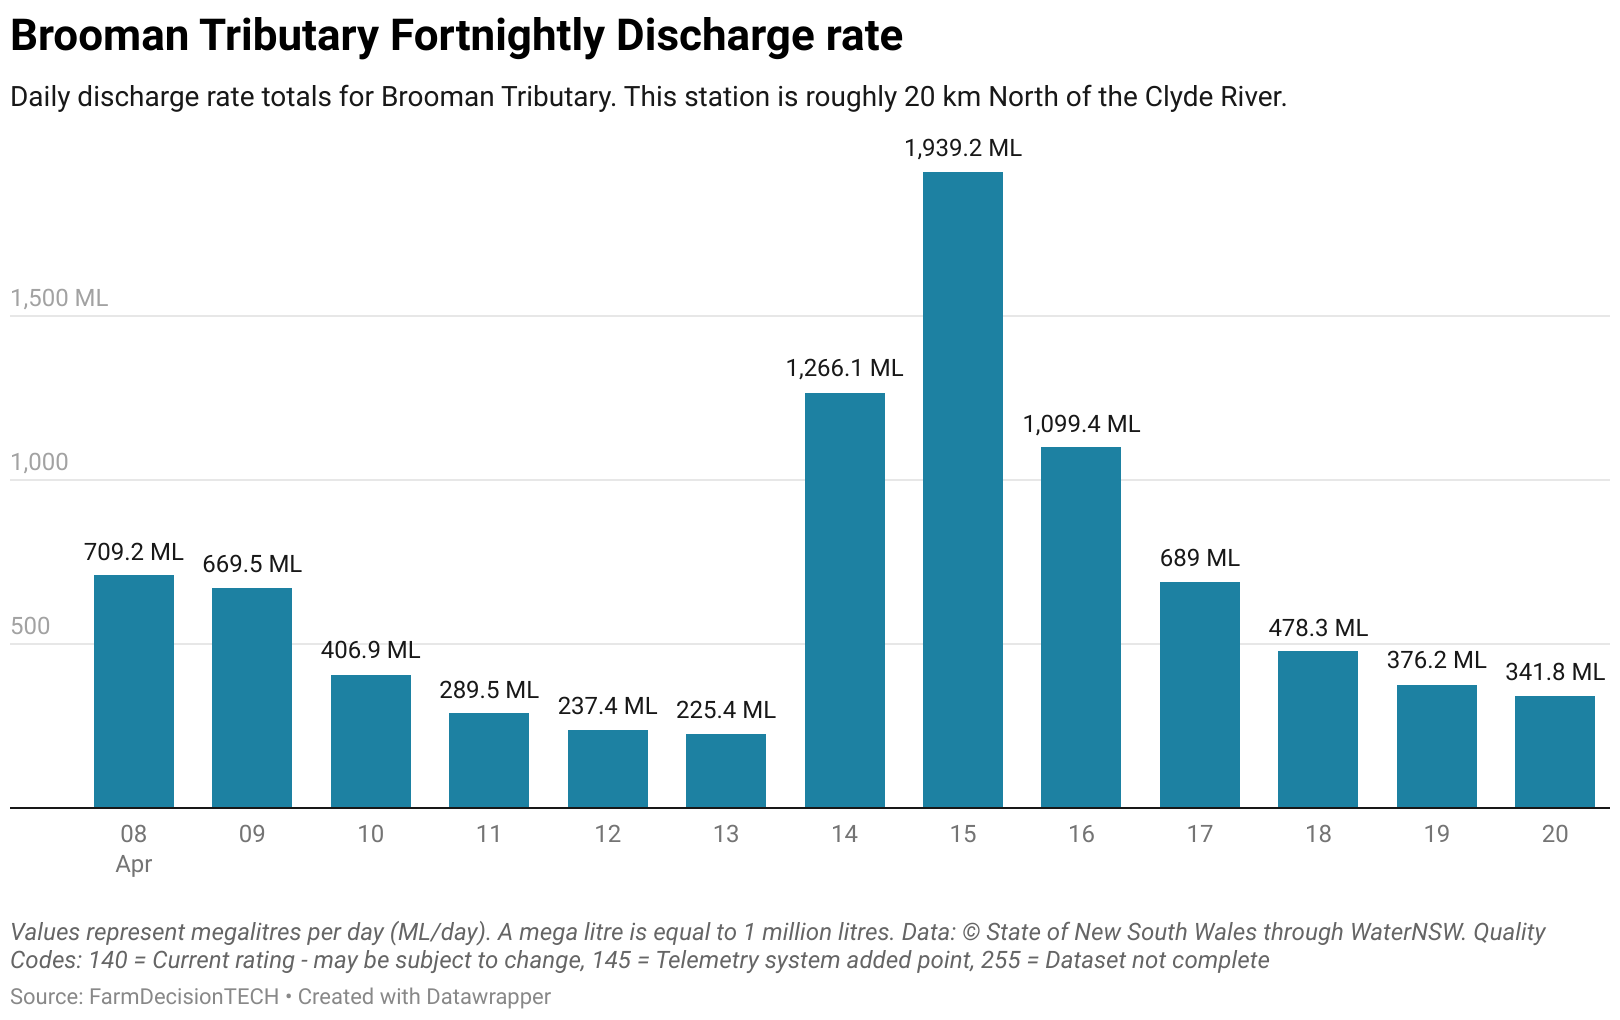 Brooman Tributary Fortnightly Discharge rate
Daily discharge rate totals for Brooman Tributary. This station is roughly 20 km North of the Clyde River.
1,939.2 ML
1,500 ML
1,266.1 ML
1,099.4 ML
1,000
709.2 ML
669.5 ML
689 ML
500
406.9 ML
478.3 ML
289.5 ML
376.2 ML
237.4 ML
225.4 ML
341.8 ML
08 09 10 11 12 13 14 15 16 17 18 19 20
Apr
Values represent megalitres per day (ML/day). A mega litre is equal to 1 million litres. Data: © State of New South Wales through WaterNSW. Quality
Codes: 140 = Current rating - may be subject to change, 145 = Telemetry system added point, 255 = Dataset not complete
Source: FarmDecisionTECH • Created with Datawrapper